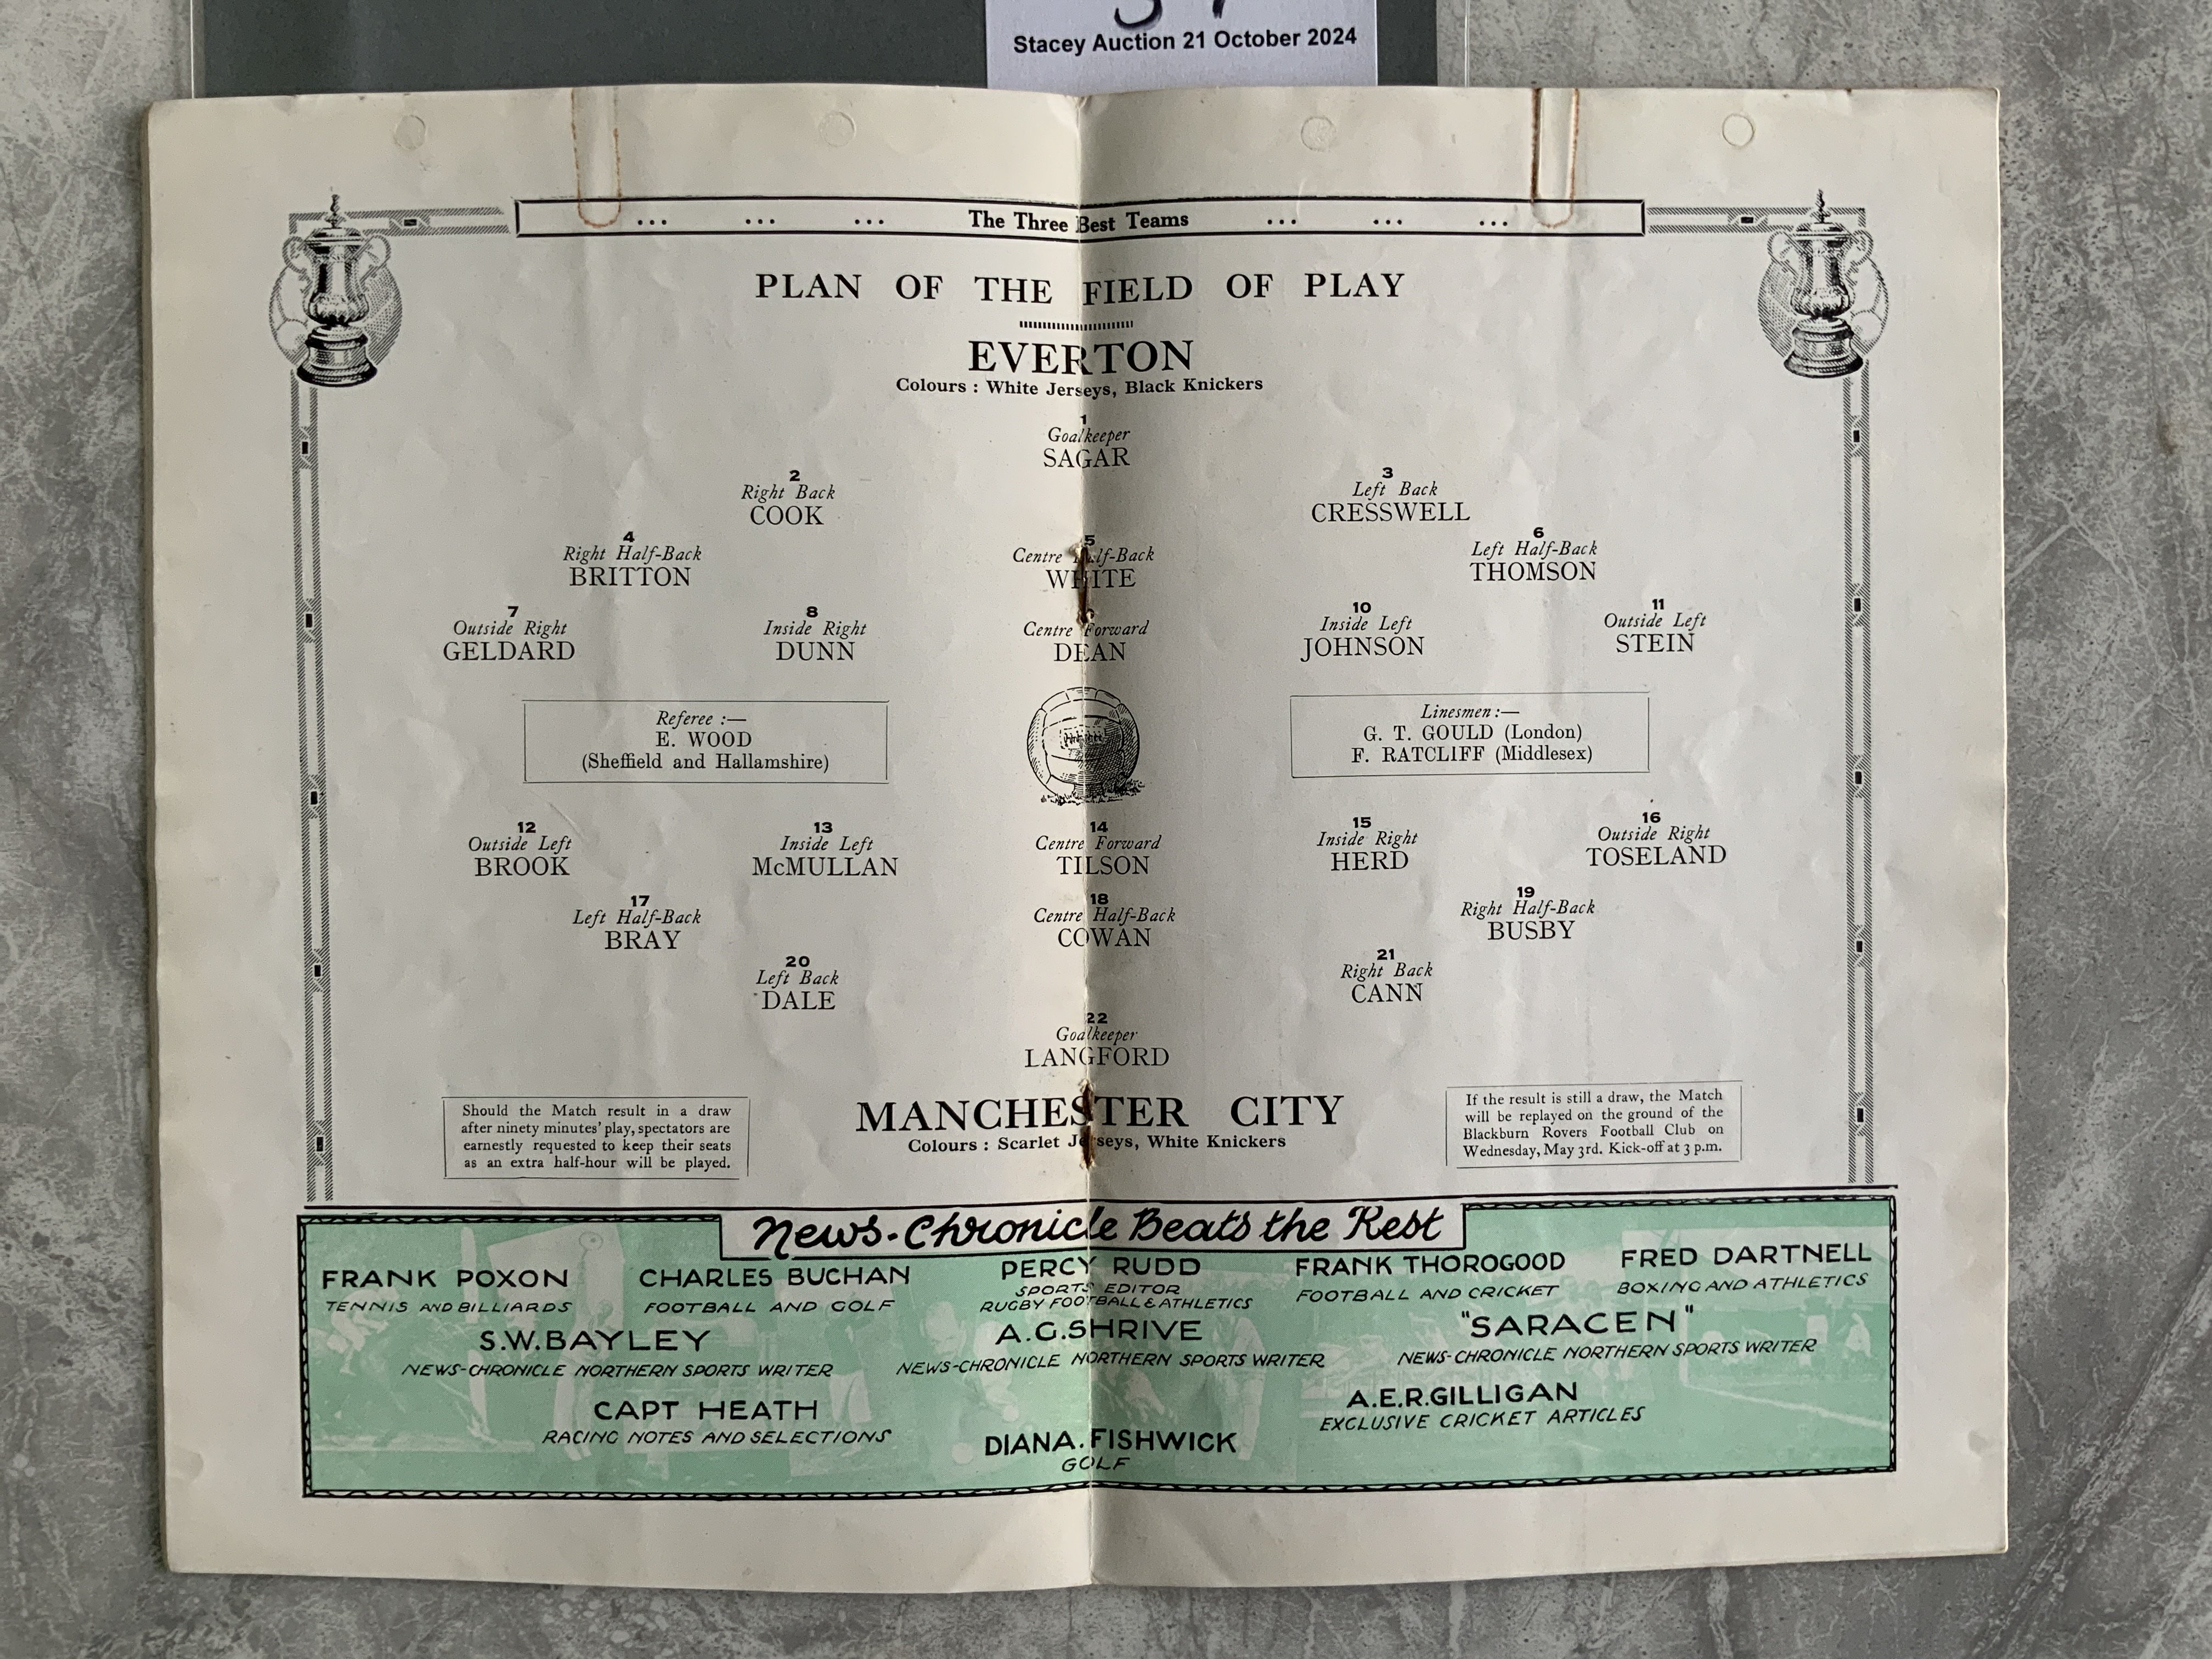 Stacey Auction 21 October 2024
... ... ... The Three Best Teams ... ... ...
PLAN OF THE FIELD OF PLAY
EVERTON
Colours : White Jerseys, Black Knickers
1
Goalkeeper
SAGAR
2
Right Back
COOK
3
Left Back
CRESSWELL
4
Right Half-Back
BRITTON
5
Centre Half-Back
WHITE
6
Left Half-Back
THOMSON
7
Outside Right
GELDARD
8
Inside Right
DUNN
Centre Forward
DEAN
10
Inside Left
JOHNSON
11
Outside Left
STEIN
Referee :—
E. WOOD
(Sheffield and Hallamshire)
Linesmen :—
G. T. GOULD (London)
F. RATCLIFF (Middlesex)
12
Outside Left
BROOK
13
Inside Left
McMULLAN
14
Centre Forward
TILSON
15
Inside Right
HERD
16
Outside Right
TOSELAND
17
Left Half-Back
BRAY
18
Centre Half-Back
COWAN
19
Right Half-Back
BUSBY
20
Left Back
DALE
21
Right Back
CANN
22
Goalkeeper
LANGFORD
MANCHESTER CITY
Colours : Scarlet Jerseys, White Knickers
Should the Match result in a draw
after ninety minutes' play, spectators are
earnestly requested to keep their seats
as an extra half-hour will be played.
If the result is still a draw, the Match
will be replayed on the ground of the
Blackburn Rovers Football Club on
Wednesday, May 3rd. Kick-off at 3 p.m.
News-Chronicle Beats the Rest
FRANK POXON
TENNIS AND BILLIARDS
CHARLES BUCHAN
FOOTBALL AND GOLF
PERCY RUDD
SPORTS EDITOR
RUGBY FOOTBALL & ATHLETICS
FRANK THOROGOOD
FOOTBALL AND CRICKET
FRED DARTNELL
BOXING AND ATHLETICS
S.W.BAYLEY
NEWS-CHRONICLE NORTHERN SPORTS WRITER
A.G.SHRIVE
NEWS-CHRONICLE NORTHERN SPORTS WRITER
"SARACEN"
NEWS-CHRONICLE NORTHERN SPORTS WRITER
CAPT HEATH
RACING NOTES AND SELECTIONS
DIANA.FISHWICK
GOLF
A.E.R.GILLIGAN
EXCLUSIVE CRICKET ARTICLES